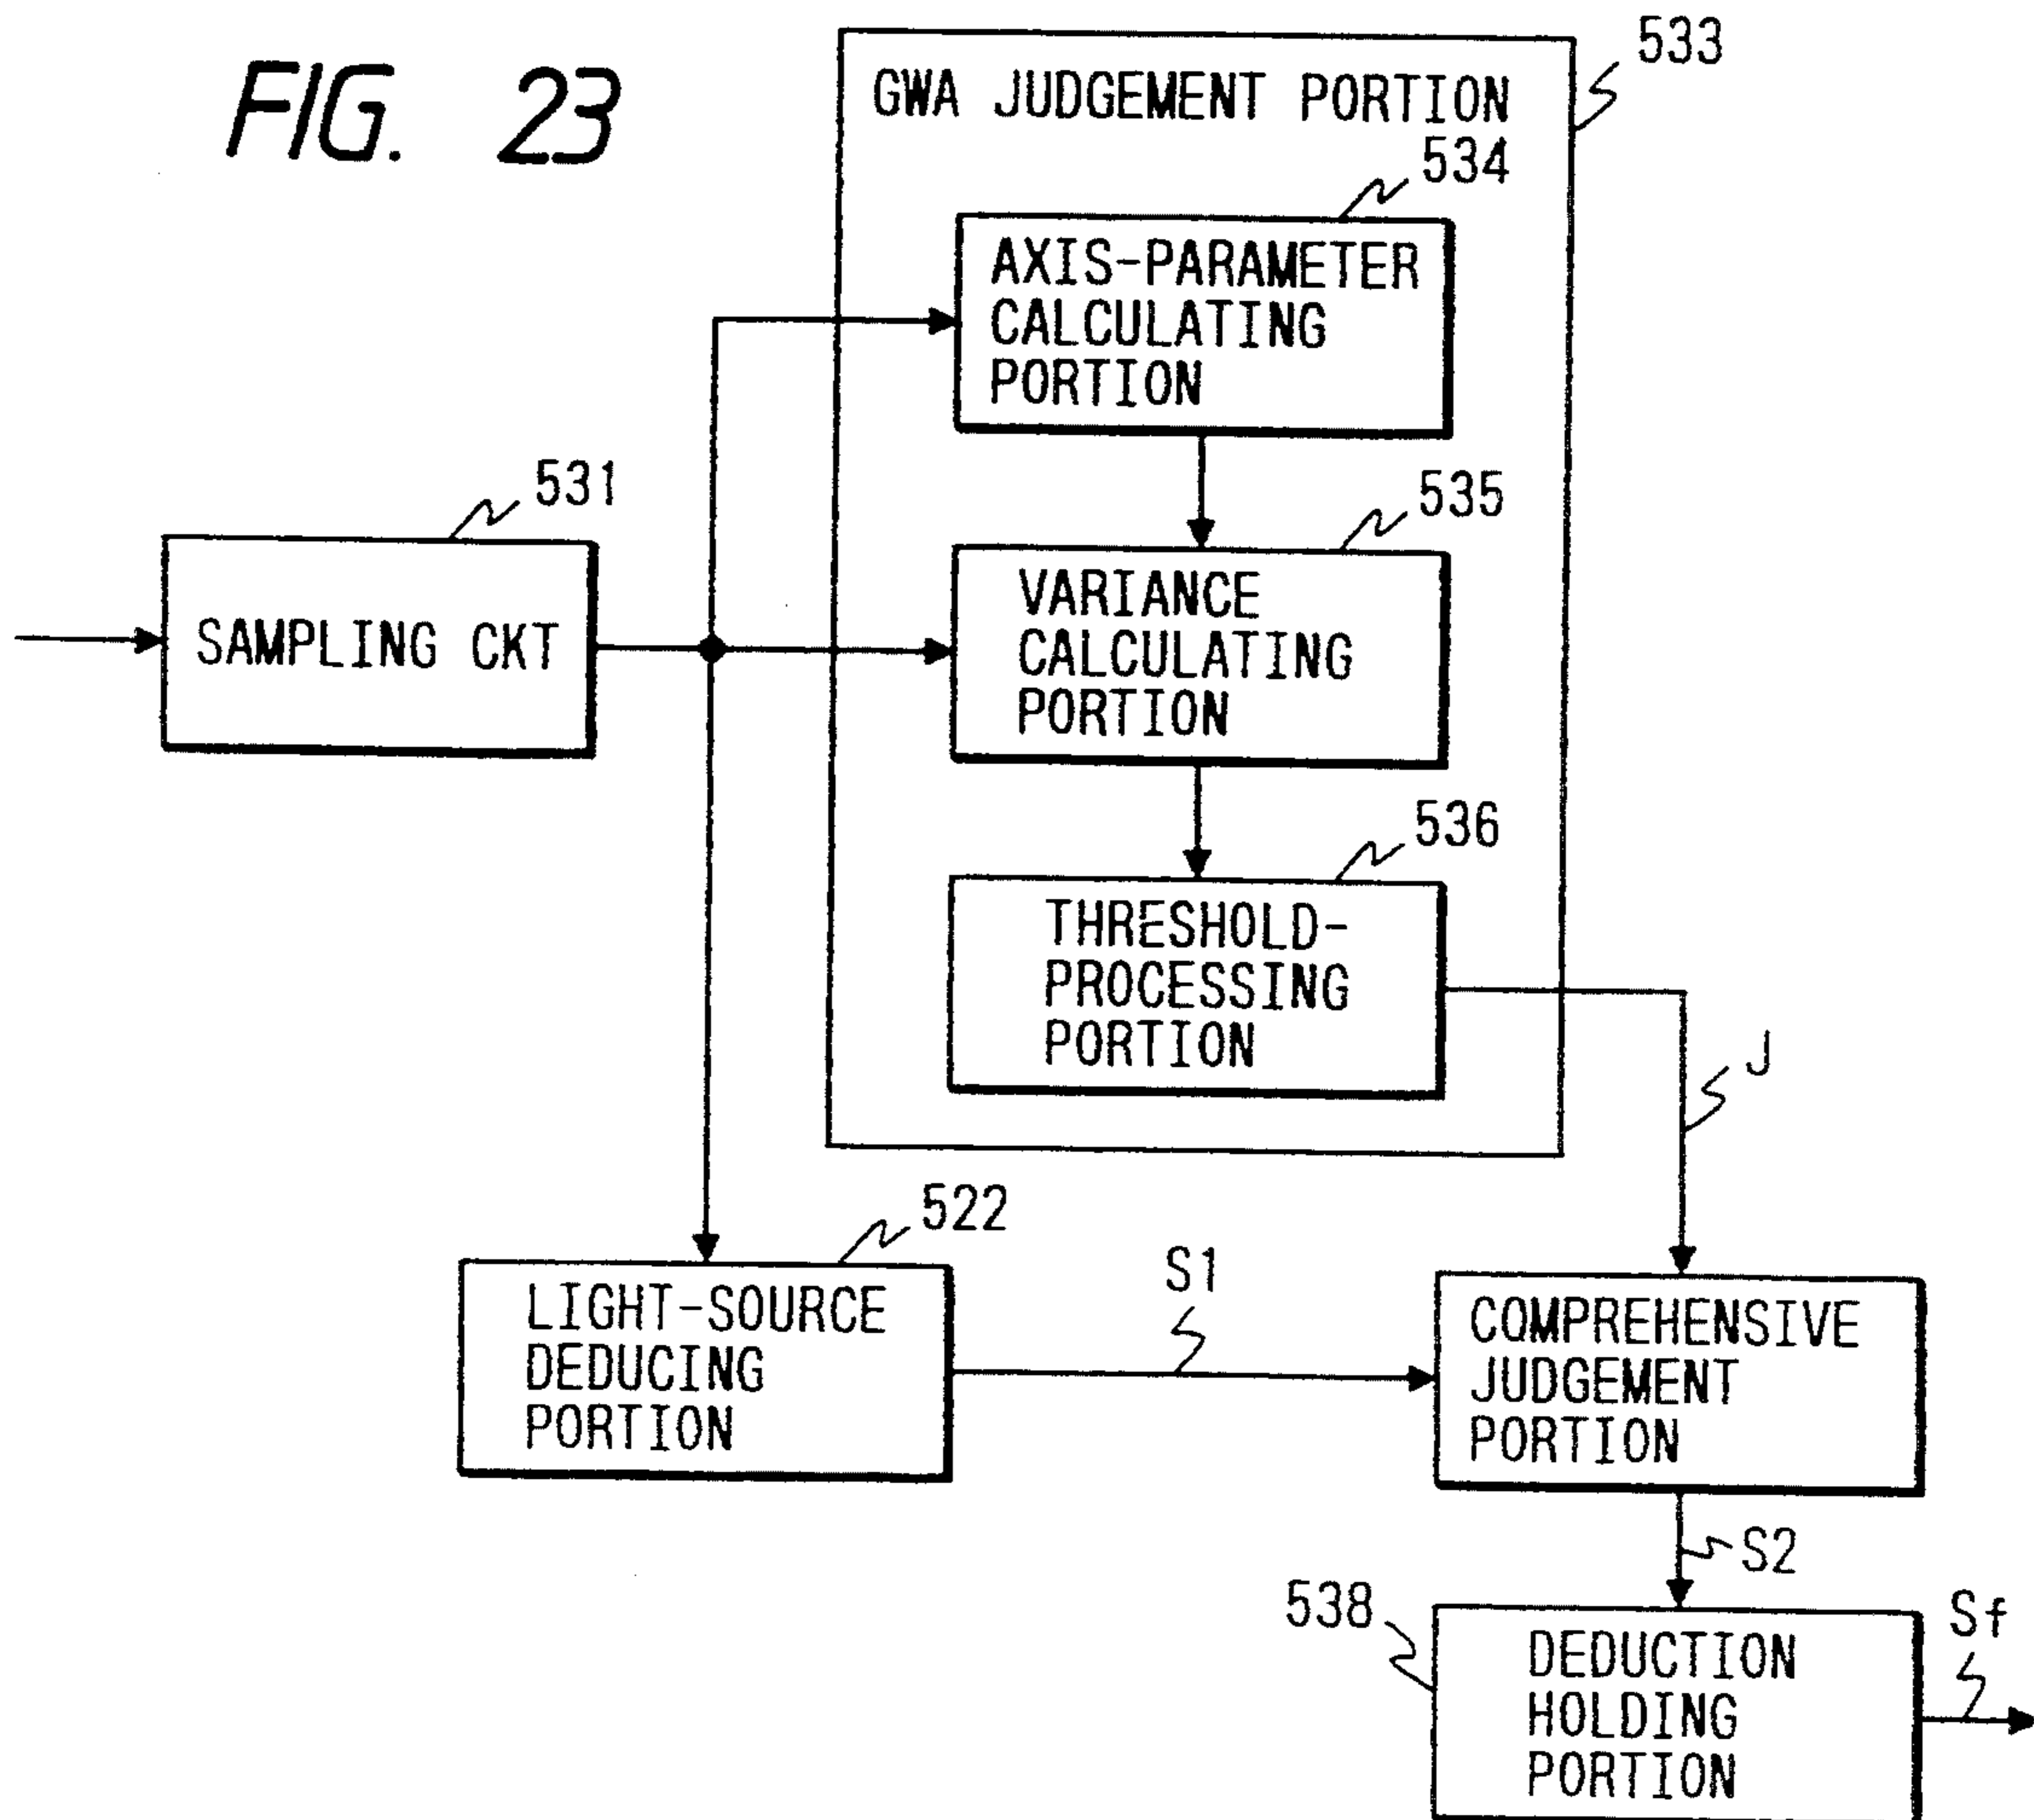 FIG. 23
533
GWA JUDGEMENT PORTION
534
AXIS-PARAMETER
CALCULATING
PORTION
531
SAMPLING CKT
535
VARIANCE
CALCULATING
PORTION
536
THRESHOLD-
PROCESSING
PORTION
J
522
LIGHT-SOURCE
DEDUCING
PORTION
S1
COMPREHENSIVE
JUDGEMENT
PORTION
S2
538
DEDUCTION
HOLDING
PORTION
Sf